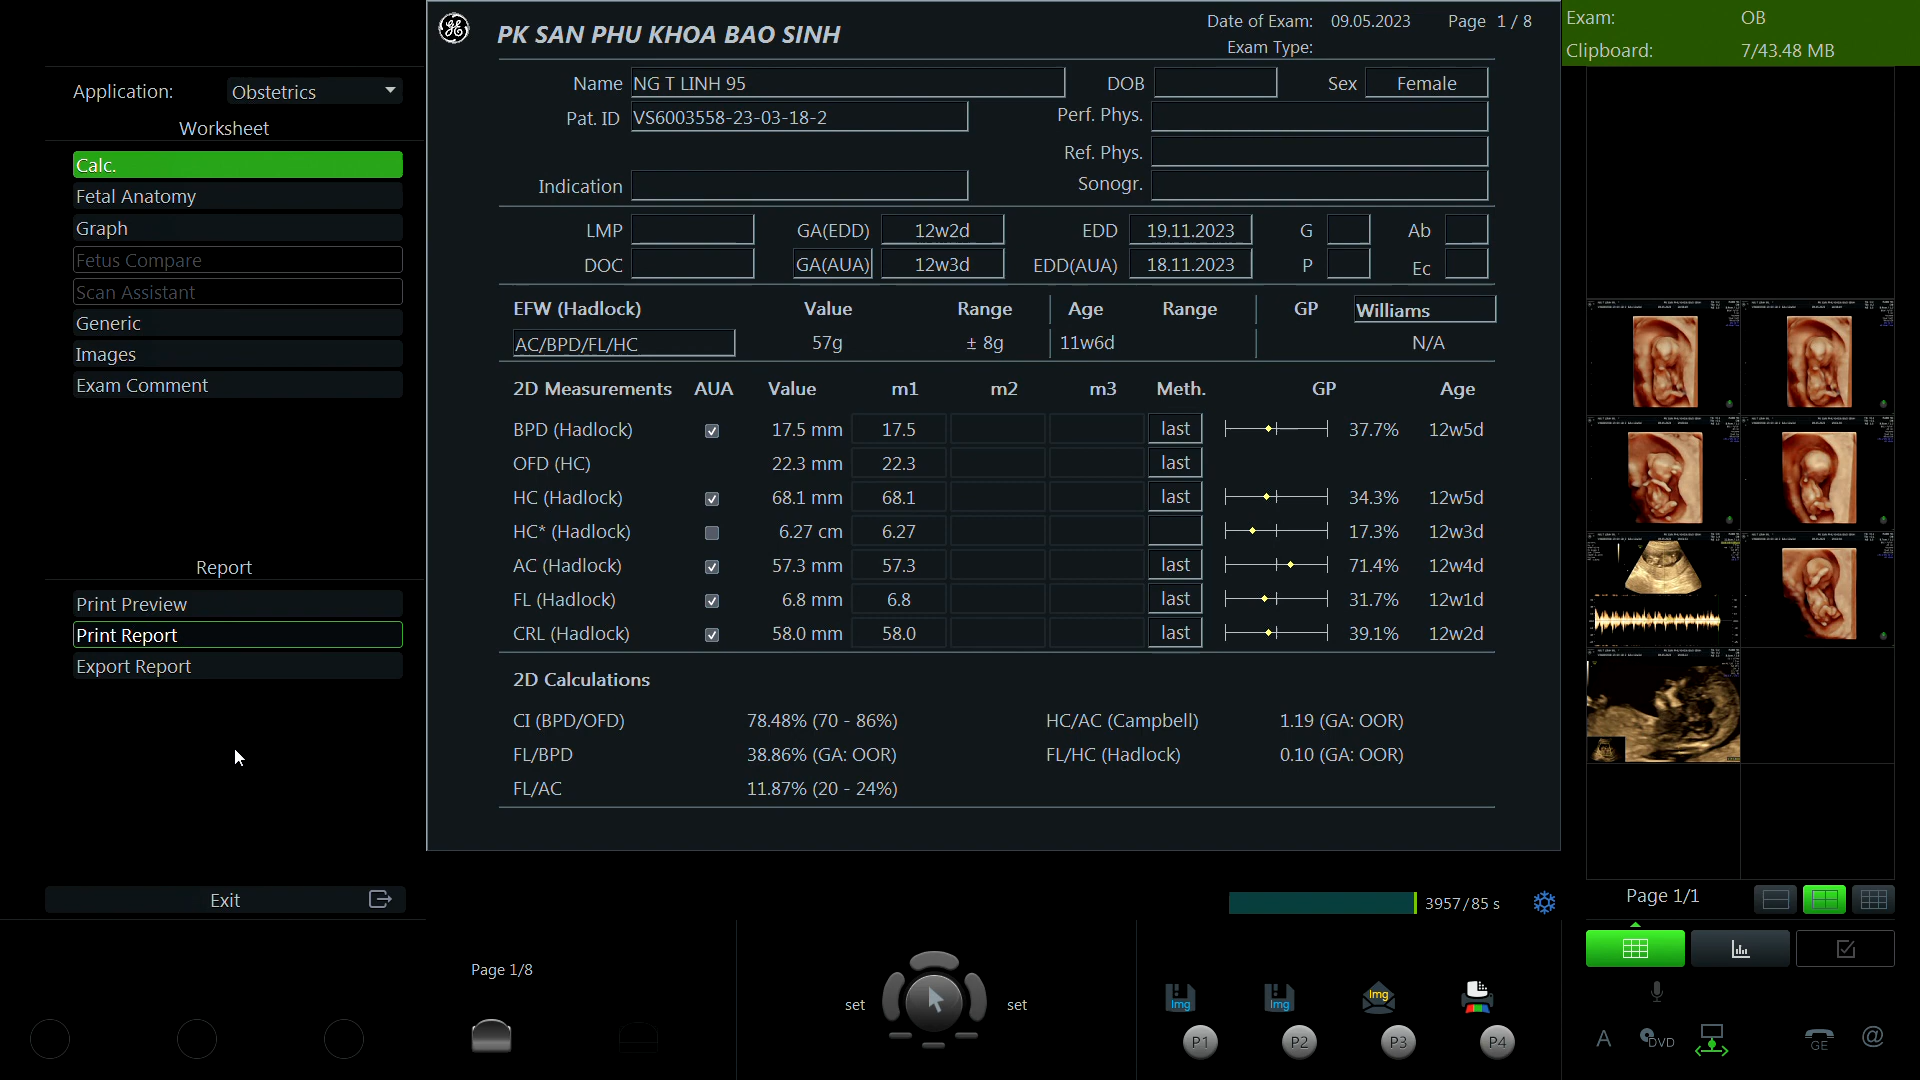 Application: Obstetrics
Worksheet
Calc.
Fetal Anatomy
Graph
Fetus Compare
Scan Assistant
Generic
Images
Exam Comment
Report
Print Preview
Print Report
Export Report
Exit
PK SAN PHU KHOA BAO SINH
Date of Exam: 09.05.2023 Page 1 / 8
Exam Type:
Name NG T LINH 95 DOB Sex Female
Pat. ID VS6003558-23-03-18-2 Perf. Phys.
Ref. Phys.
Indication Sonogr.
LMP GA(EDD) 12w2d EDD 19.11.2023 G Ab
DOC GA(AUA) 12w3d EDD(AUA) 18.11.2023 P Ec
EFW (Hadlock) Value Range Age Range GP Williams
AC/BPD/FL/HC 57g ± 8g 11w6d N/A
2D Measurements AUA Value m1 m2 m3 Meth. GP Age
BPD (Hadlock) 17.5 mm 17.5 last 37.7% 12w5d
OFD (HC) 22.3 mm 22.3 last
HC (Hadlock) 68.1 mm 68.1 last 34.3% 12w5d
HC* (Hadlock) 6.27 cm 6.27 17.3% 12w3d
AC (Hadlock) 57.3 mm 57.3 last 71.4% 12w4d
FL (Hadlock) 6.8 mm 6.8 last 31.7% 12w1d
CRL (Hadlock) 58.0 mm 58.0 last 39.1% 12w2d
2D Calculations
CI (BPD/OFD) 78.48% (70 - 86%) HC/AC (Campbell) 1.19 (GA: OOR)
FL/BPD 38.86% (GA: OOR) FL/HC (Hadlock) 0.10 (GA: OOR)
FL/AC 11.87% (20 - 24%)
3957/85 s
Page 1/8
set set
Img Img Img
P1 P2 P3 P4
Exam: OB
Clipboard: 7/43.48 MB
Page 1/1
A DVD GE @